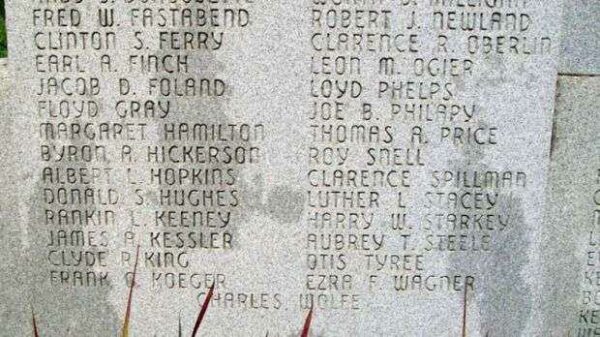 FRED W. FASTABEND
CLINTON S. FERRY
EARL A. FINCH
JACOB D. FOLAND
FLOYD GRAY
MARGARET HAMILTON
BYRON A. HICKERSON
ALBERT L. HOPKINS
DONALD S. HUGHES
RANKIN L. KEENEY
JAMES A. KESSLER
CLYDE R. KING
FRANK KOEGER
MILLIGAN
ROBERT J. NEWLAND
CLARENCE R. OBERLIN
LEON M. OGIER
LOYD PHELPS
JOE B. PHILAPY
THOMAS A. PRICE
ROY SNELL
CLARENCE SPILLMAN
LUTHER L. STACEY
HARRY W. STARKEY
AUBREY T. STEELE
OTIS TYREE
EZRA F. WAGNER
CHARLES WOLFE